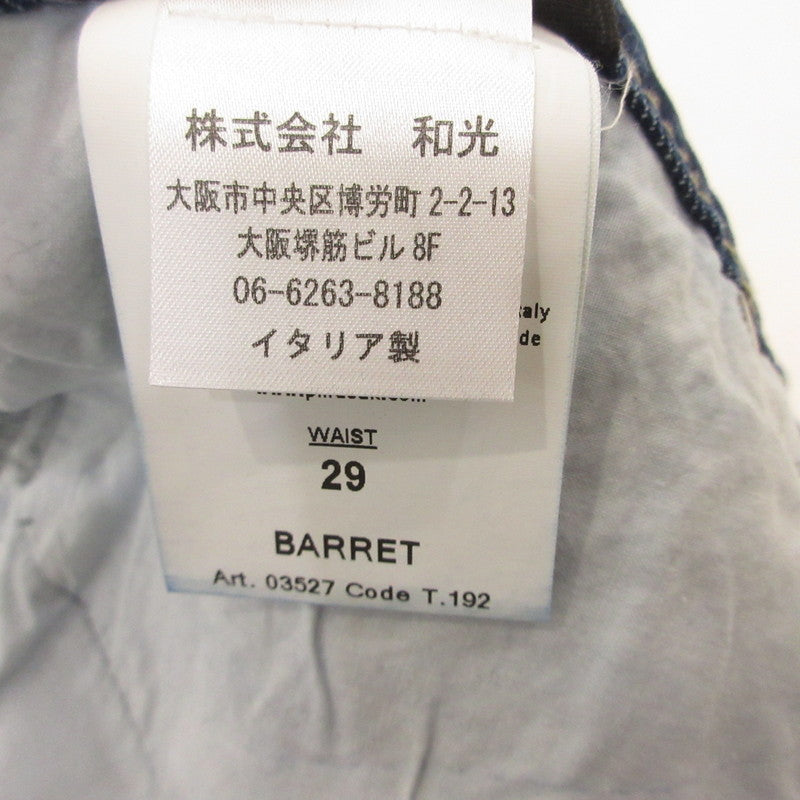 株式会社 和光
大阪市中央区博労町 2-2-13
大阪堺筋ビル 8F
06-6263-8188
イタリア製
WAIST
29
BARRET
Art. 03527 Code T.192